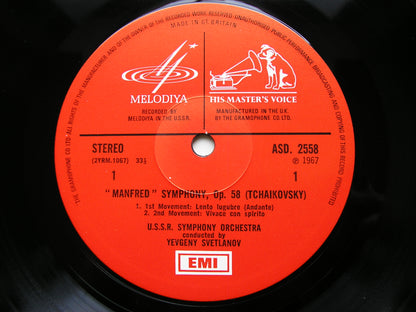 ALL RIGHTS OF THE MANUFACTURER AND OF THE OWNER OF THE RECORDED WORK RESERVED. UNAUTHORISED PUBLIC PERFORMANCE BROADCASTING AND COPYING OF THIS RECORD PROHIBITED
THE GRAMOPHONE CO LTD.
MADE IN GT. BRITAIN
MELODIYA
HIS MASTER'S VOICE
RECORDED BY
MELODIYA IN THE U.S.S.R.
MANUFACTURED IN THE U.K.
BY THE GRAMOPHONE CO LTD.
STEREO
ASD. 2558
(2YRM.1067) 33⅓
Ⓟ 1967
1
1
"MANFRED" SYMPHONY, Op. 58 (TCHAIKOVSKY)
1. 1st Movement: Lento lugubre (Andante)
2. 2nd Movement: Vivace con spirito
U.S.S.R. SYMPHONY ORCHESTRA
conducted by
YEVGENY SVETLANOV
EMI